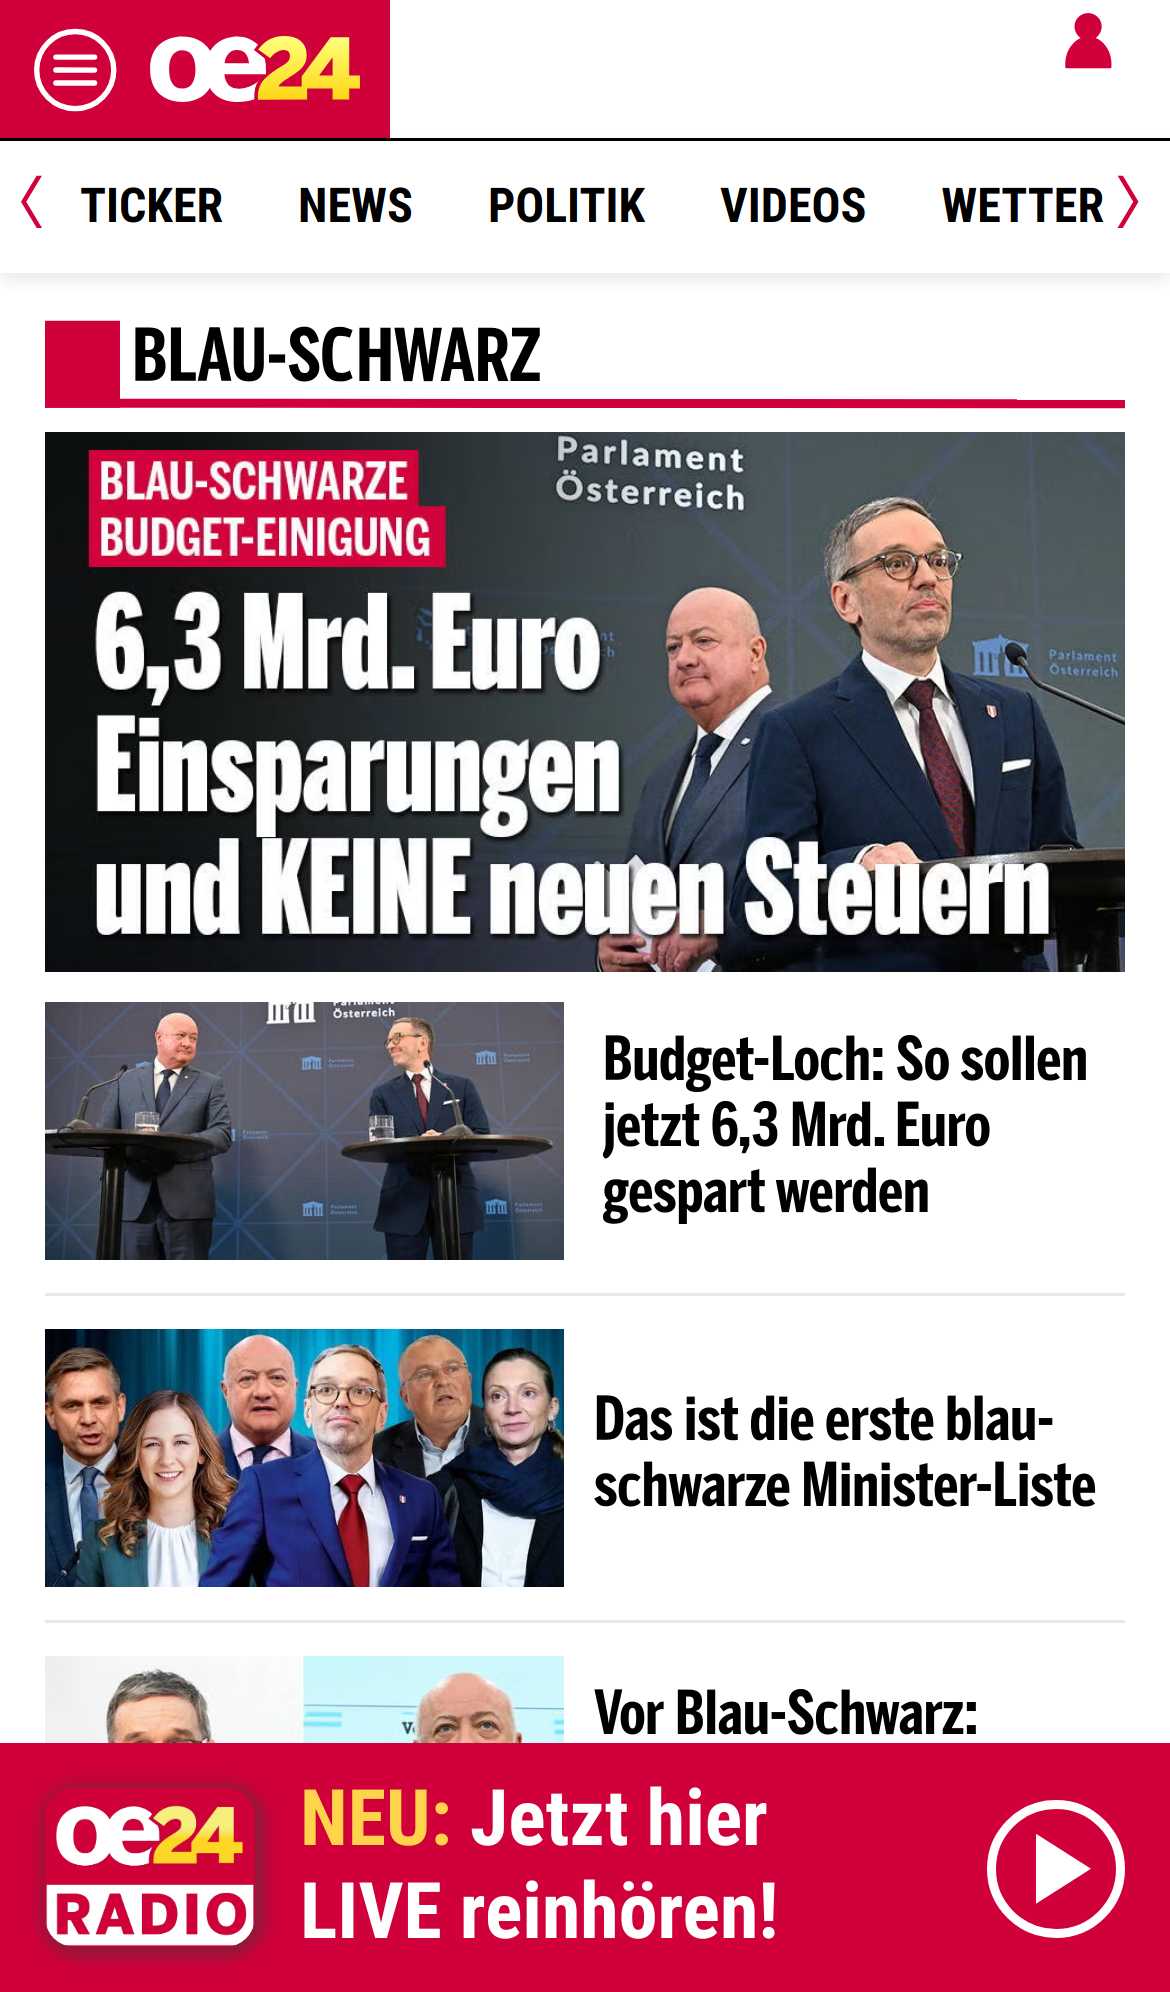 oe24
TICKER NEWS POLITIK VIDEOS WETTER
BLAU-SCHWARZ
Parlament
Österreich
BLAU-SCHWARZE
BUDGET-EINIGUNG
6,3 Mrd. Euro
Einsparungen
und KEINE neuen Steuern
Parlament
Österreich
Parlament
Österreich
Budget-Loch: So sollen
jetzt 6,3 Mrd. Euro
gespart werden
Das ist die erste blau-
schwarze Minister-Liste
Vor Blau-Schwarz:
oe24
RADIO
NEU: Jetzt hier
LIVE reinhören!